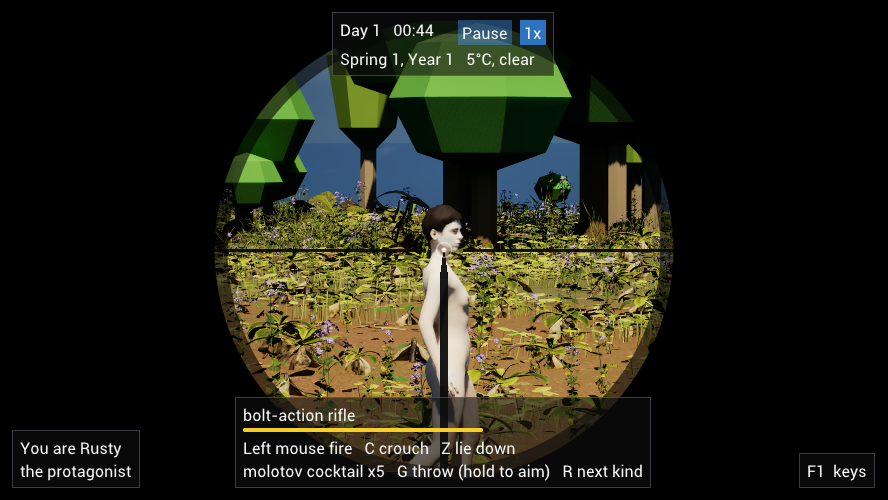 Day 1 00:44 Pause 1x
Spring 1, Year 1 5°C, clear
bolt-action rifle
Left mouse fire C crouch Z lie down
molotov cocktail x5 G throw (hold to aim) R next kind
You are Rusty
the protagonist
F1 keys